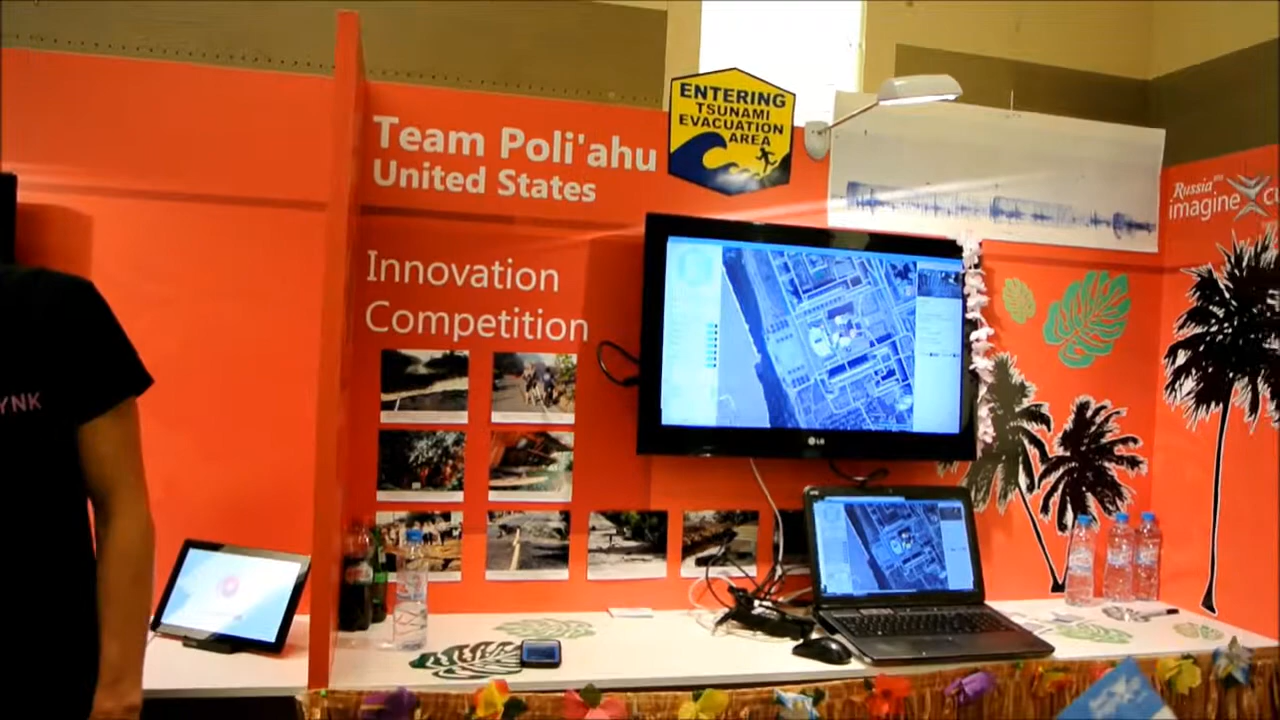 Team Poli'ahu
United States
ENTERING
TSUNAMI
EVACUATION
AREA
Innovation
Competition
Russia
imagine
YNK
LG